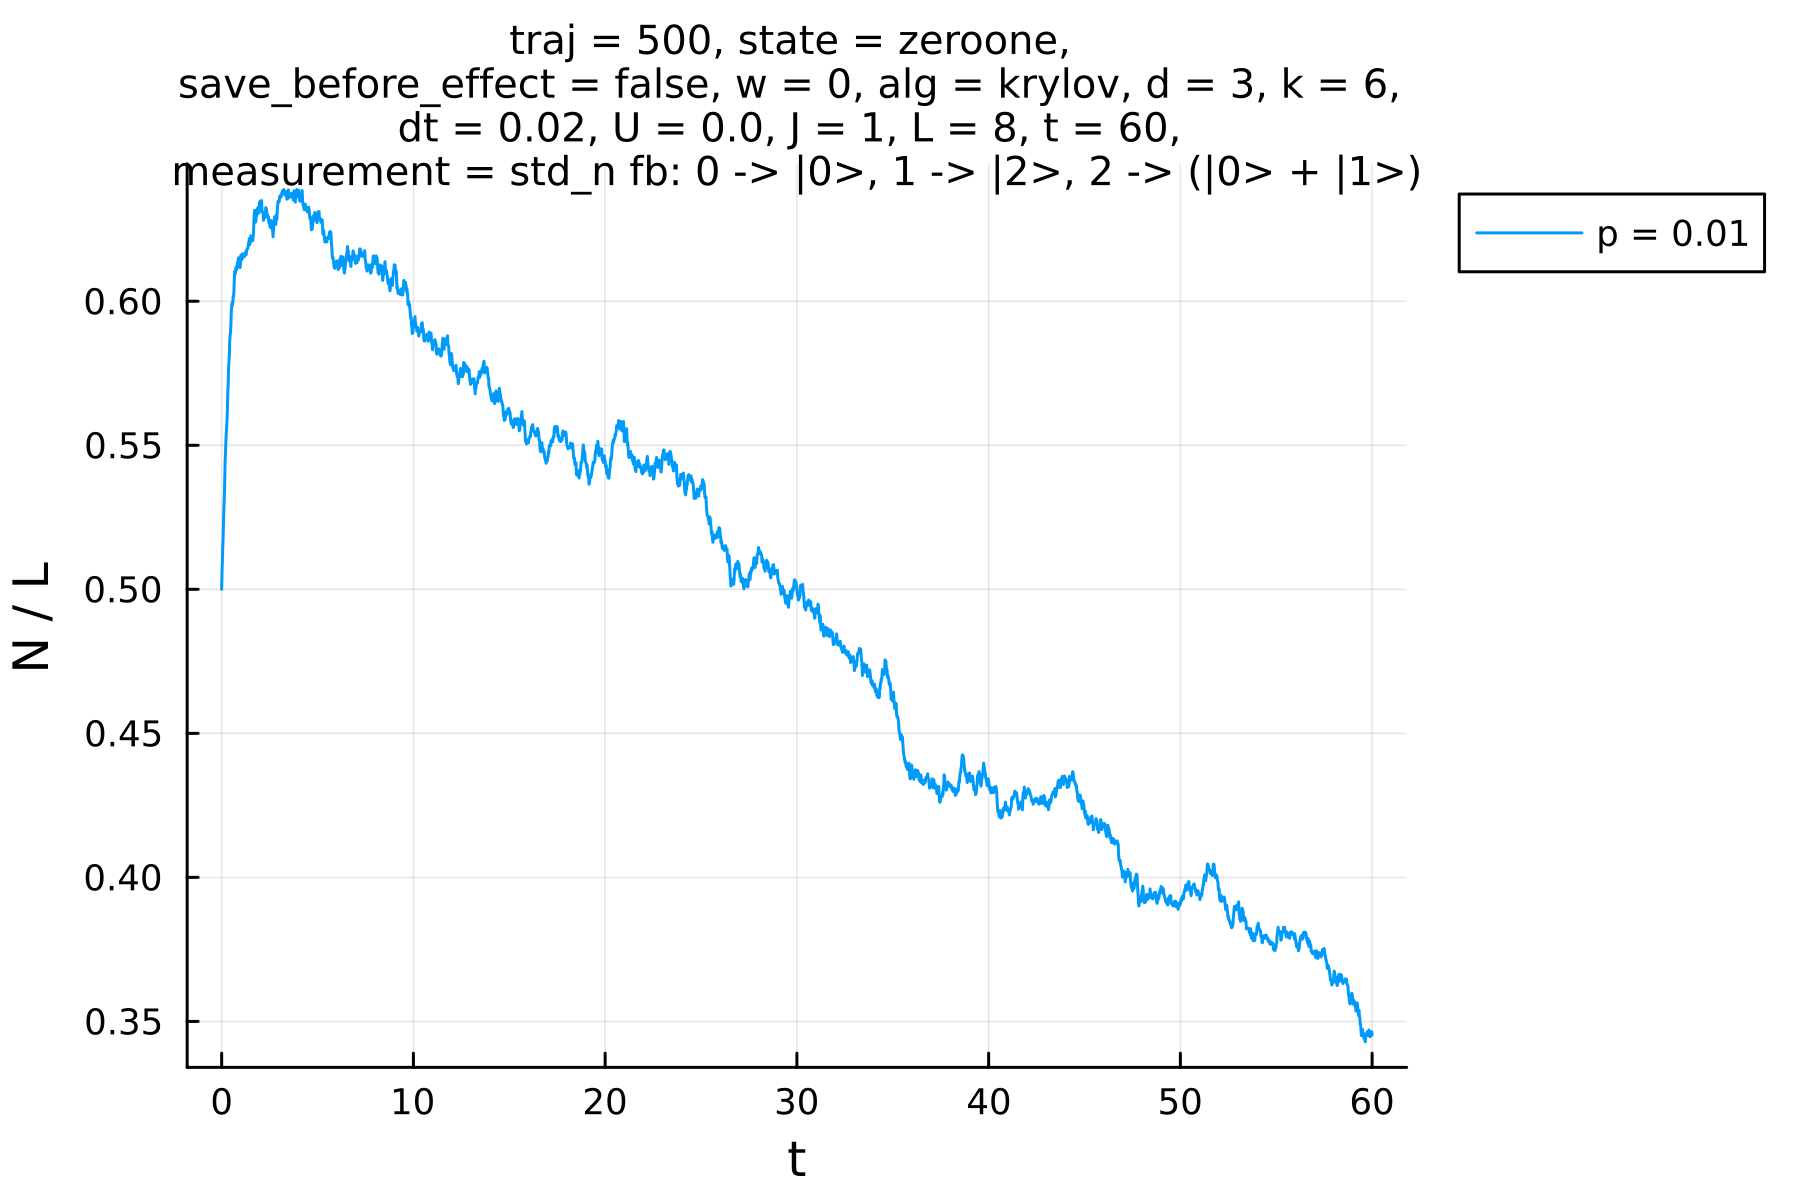 traj = 500, state = zeroone,
save_before_effect = false, w = 0, alg = krylov, d = 3, k = 6,
dt = 0.02, U = 0.0, J = 1, L = 8, t = 60,
measurement = std_n fb: 0 -> |0>, 1 -> |2>, 2 -> (|0> + |1>)
p = 0.01
N / L
0.60
0.55
0.50
0.45
0.40
0.35
0 10 20 30 40 50 60
t